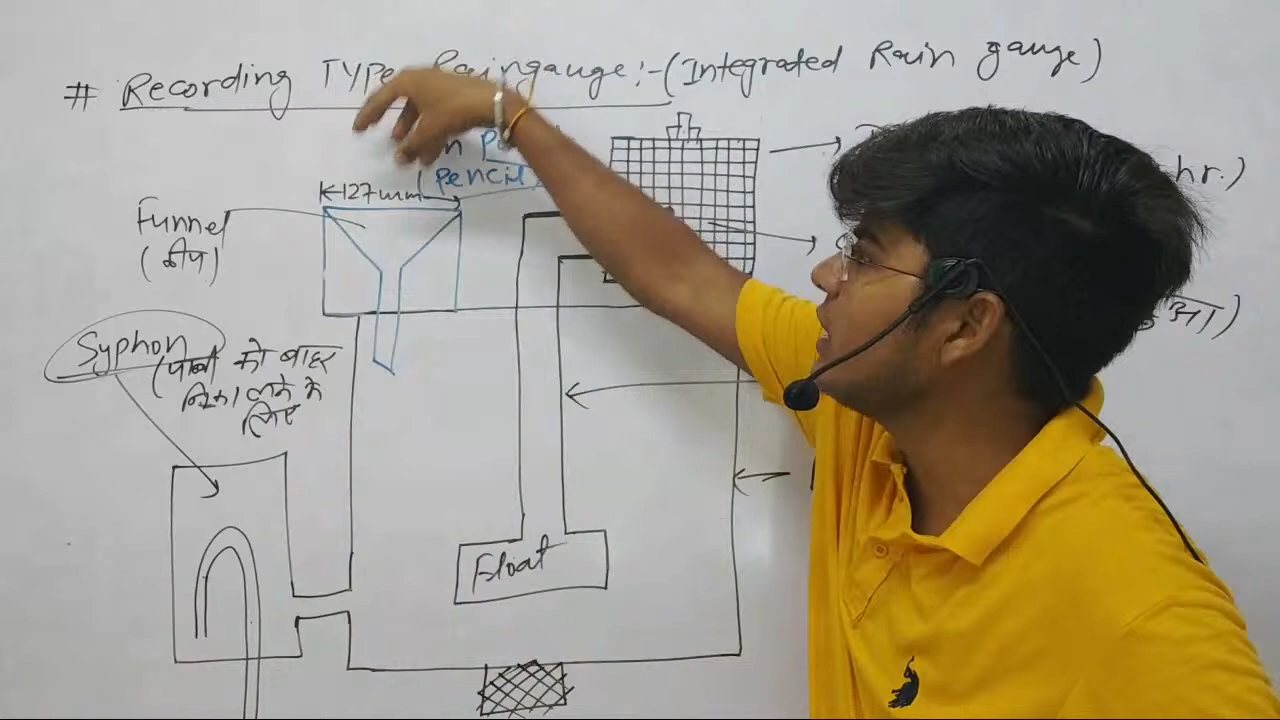 # Recording TYPE Raingauge:-(Integrated Rain gauge)
pencil
127mm
Funnel
(कीप)
hr.)
Syphon
(पानी को बाहर
निकालने के
लिए
Float